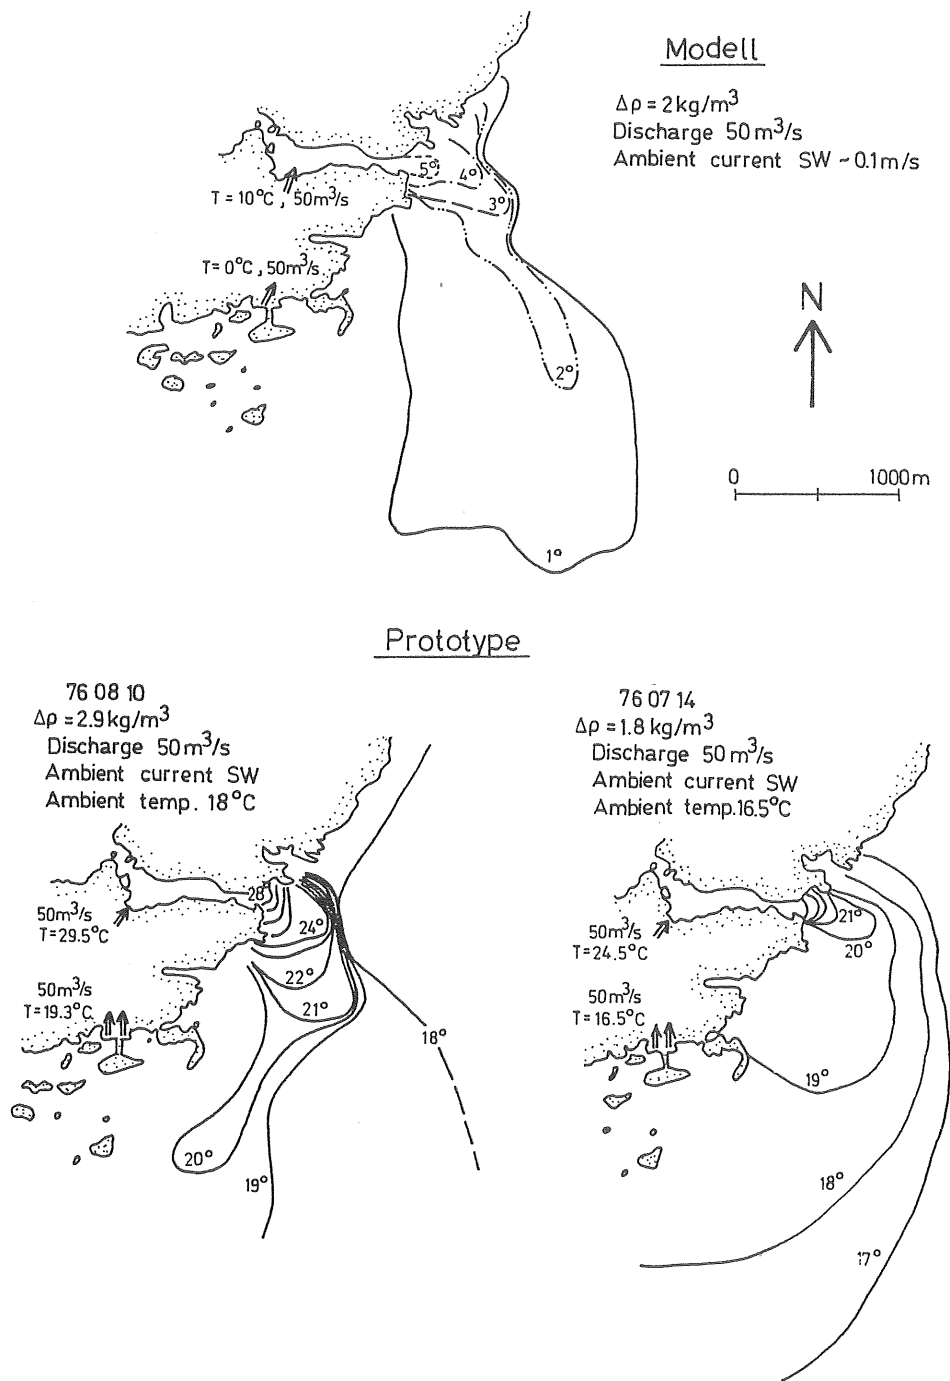 Modell
Δρ = 2 kg/m³
Discharge 50 m³/s
Ambient current SW ~ 0.1 m/s
5°
4°
T = 10°C, 50m³/s
3°
T= 0°C, 50m³/s
N
2°
0 1000 m
1°
Prototype
76 08 10
Δρ = 2.9 kg/m³
Discharge 50 m³/s
Ambient current SW
Ambient temp. 18°C
28°
50m³/s
T= 29.5°C
24°
22°
50m³/s
T= 19.3°C
21°
18°
20°
19°
76 07 14
Δρ = 1.8 kg/m³
Discharge 50 m³/s
Ambient current SW
Ambient temp. 16.5°C
21°
50m³/s
T= 24.5°C
20°
50m³/s
T= 16.5°C
19°
18°
17°